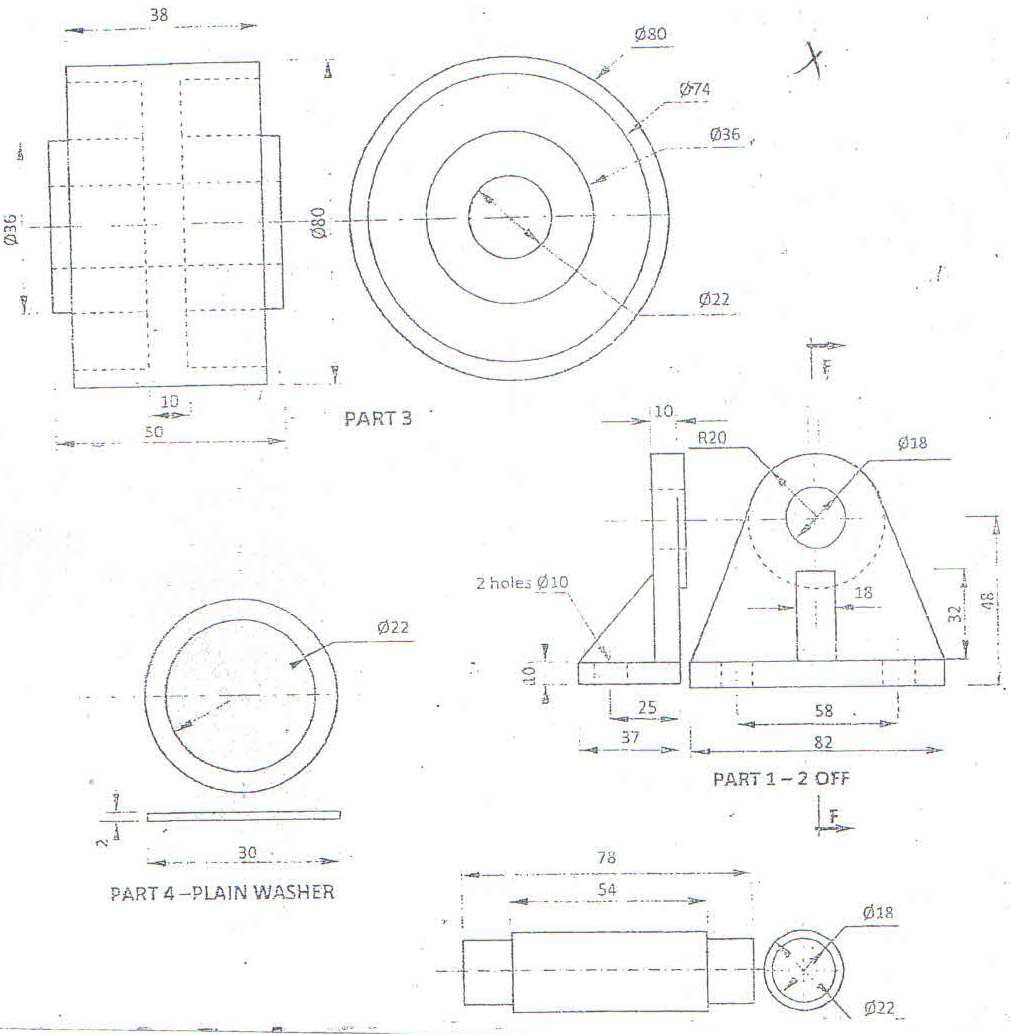 38
Ø80
Ø74
Ø36
Ø36
Ø80
Ø22
10
50
PART 3
F
10
R20
Ø18
2 holes Ø10
18
32
48
10
25
37
58
82
PART 1 – 2 OFF
F
Ø22
2
30
PART 4 –PLAIN WASHER
78
54
Ø18
Ø22